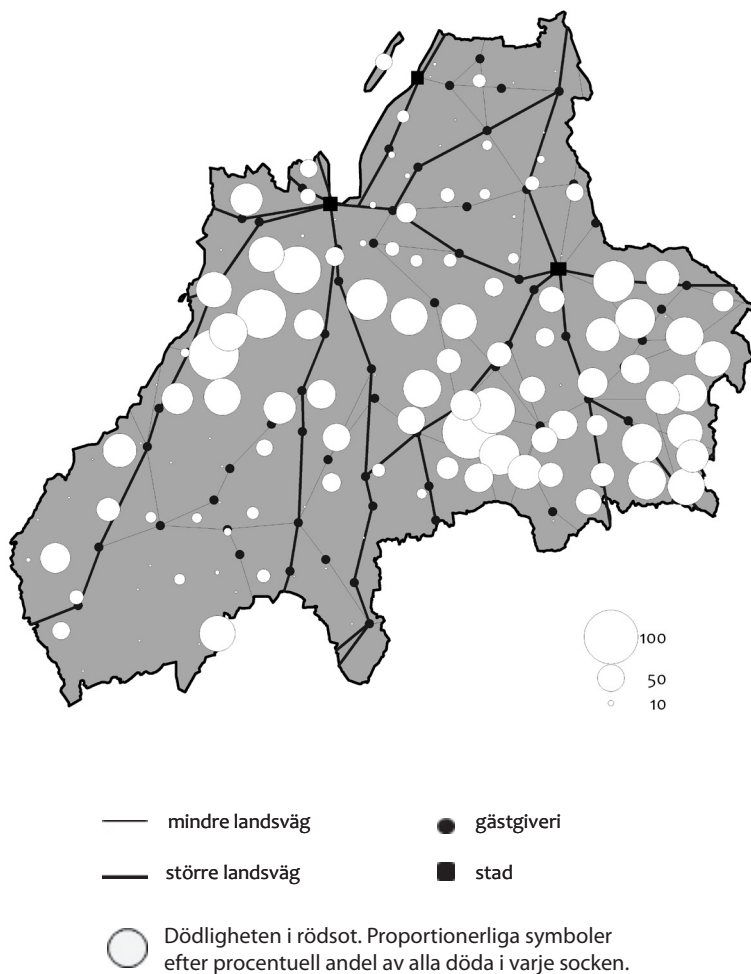 100
50
10
mindre landsväg
gästgiveri
större landsväg
stad
Dödligheten i rödsot. Proportionerliga symboler
efter procentuell andel av alla döda i varje socken.